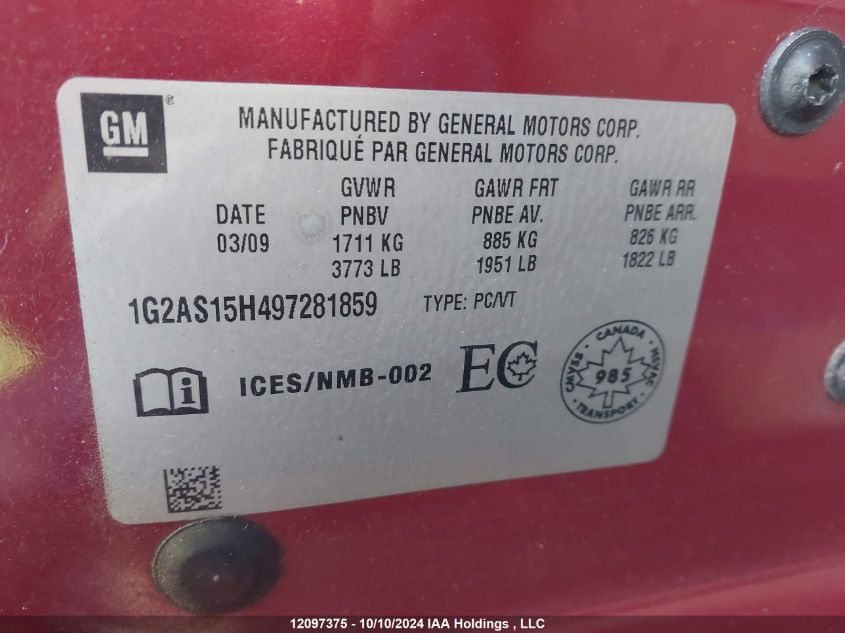 GM®
MANUFACTURED BY GENERAL MOTORS CORP.
FABRIQUÉ PAR GENERAL MOTORS CORP.
GVWR GAWR FRT GAWR RR
DATE PNBV PNBE AV. PNBE ARR.
03/09 1711 KG 885 KG 826 KG
3773 LB 1951 LB 1822 LB
1G2AS15H497281859 TYPE: PC/VT
i ICES/NMB-002 EC
CANADA
CMVSS 985 NSVAC
· TRANSPORT ·
12097375 - 10/10/2024 IAA Holdings , LLC